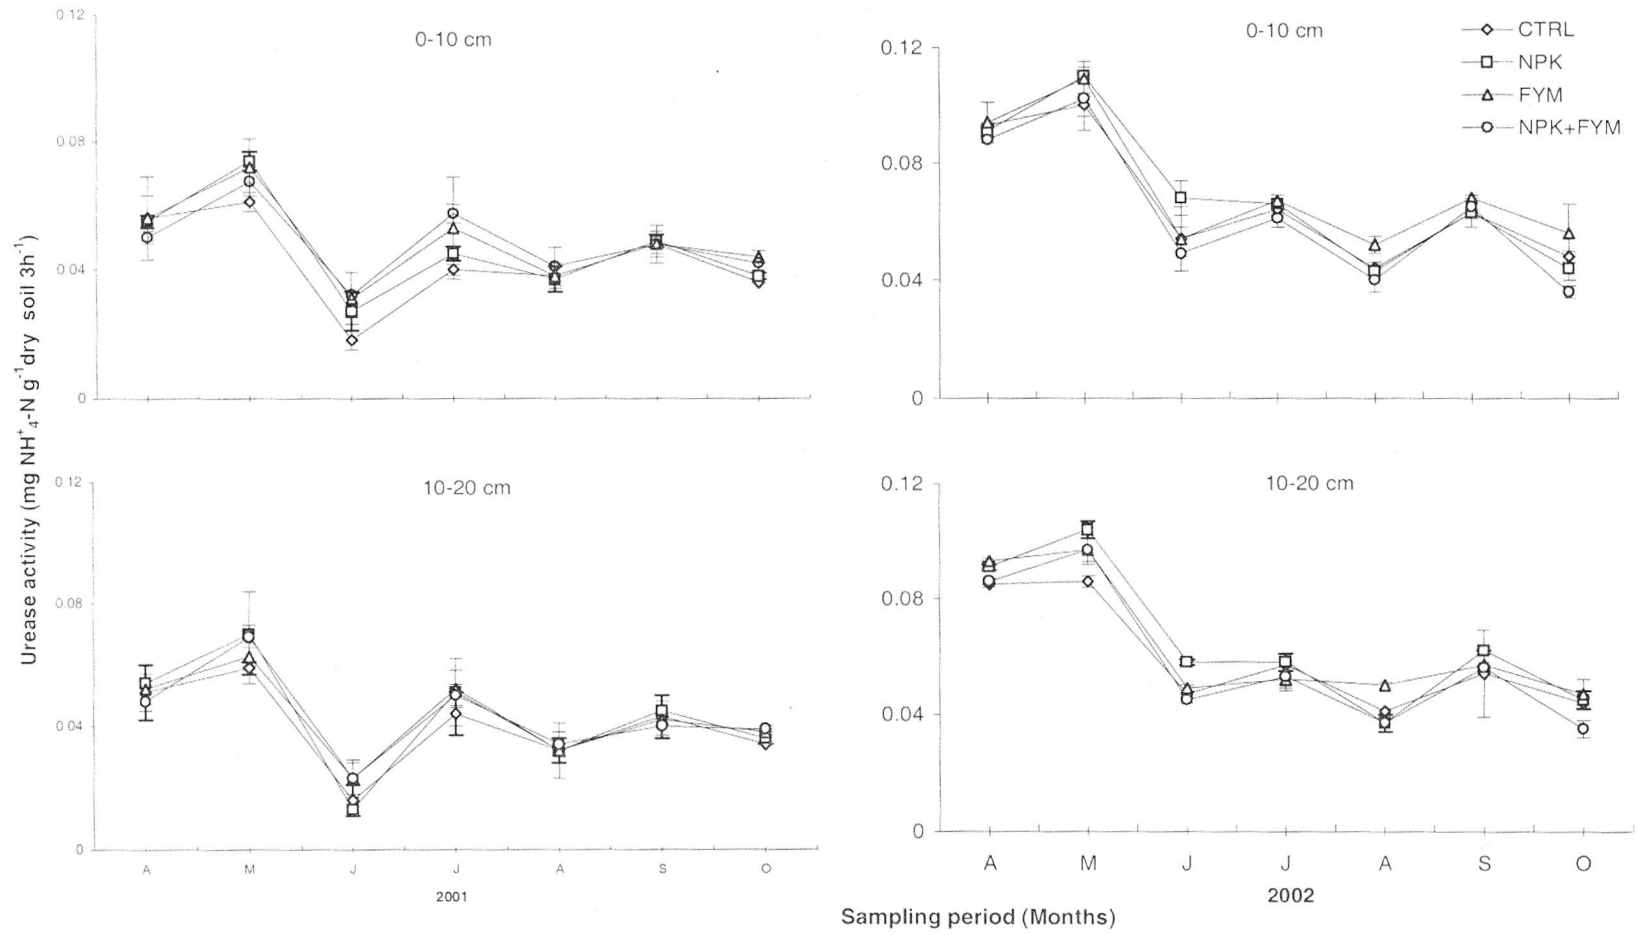 0.12
0-10 cm
0.08
0.04
0
0-10 cm
0.12
0.08
0.04
0
CTRL
NPK
FYM
NPK+FYM
Urease activity (mg NH⁺₄-N g⁻¹dry soil 3h⁻¹)
0.12
10-20 cm
0.08
0.04
0
A M J J A S O
2001
0.12
10-20 cm
0.08
0.04
0
A M J J A S O
2002
Sampling period (Months)